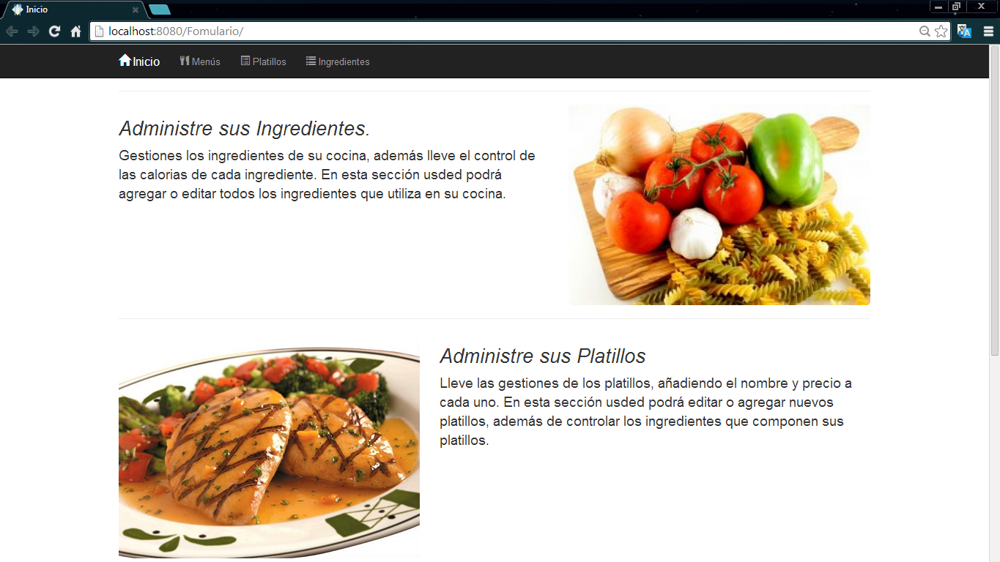 Inicio
localhost:8080/Fomulario/
Inicio Menús Platillos Ingredientes
Administre sus Ingredientes.
Gestiones los ingredientes de su cocina, además lleve el control de
las calorias de cada ingrediente. En esta sección usded podrá
agregar o editar todos los ingredientes que utiliza en su cocina.
Administre sus Platillos
Lleve las gestiones de los platillos, añadiendo el nombre y precio a
cada uno. En esta sección usded podrá editar o agregar nuevos
platillos, además de controlar los ingredientes que componen sus
platillos.